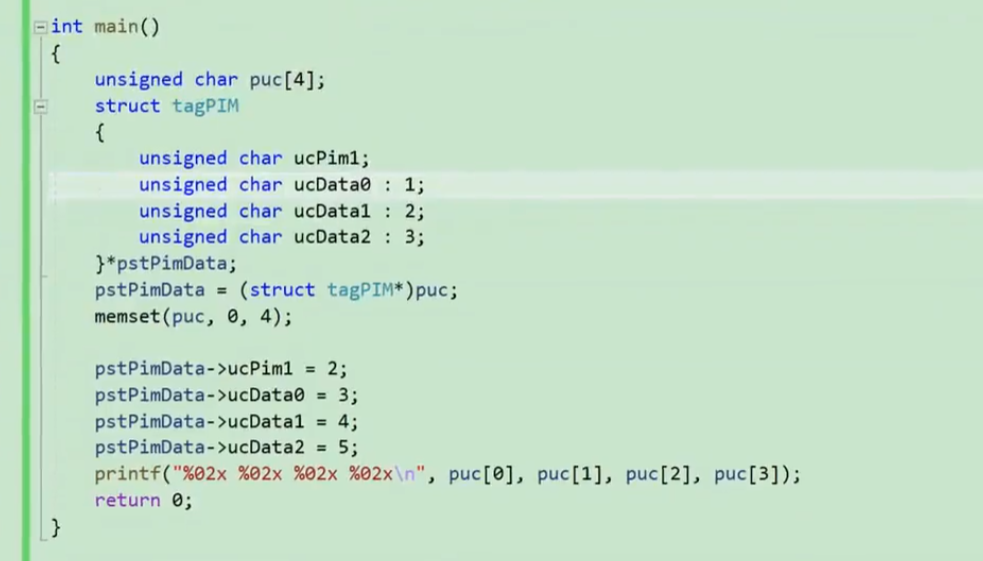 int main()
{
    unsigned char puc[4];
    struct tagPIM
    {
        unsigned char ucPim1;
        unsigned char ucData0 : 1;
        unsigned char ucData1 : 2;
        unsigned char ucData2 : 3;
    }*pstPimData;
    pstPimData = (struct tagPIM*)puc;
    memset(puc, 0, 4);

    pstPimData->ucPim1 = 2;
    pstPimData->ucData0 = 3;
    pstPimData->ucData1 = 4;
    pstPimData->ucData2 = 5;
    printf("%02x %02x %02x %02x\n", puc[0], puc[1], puc[2], puc[3]);
    return 0;
}